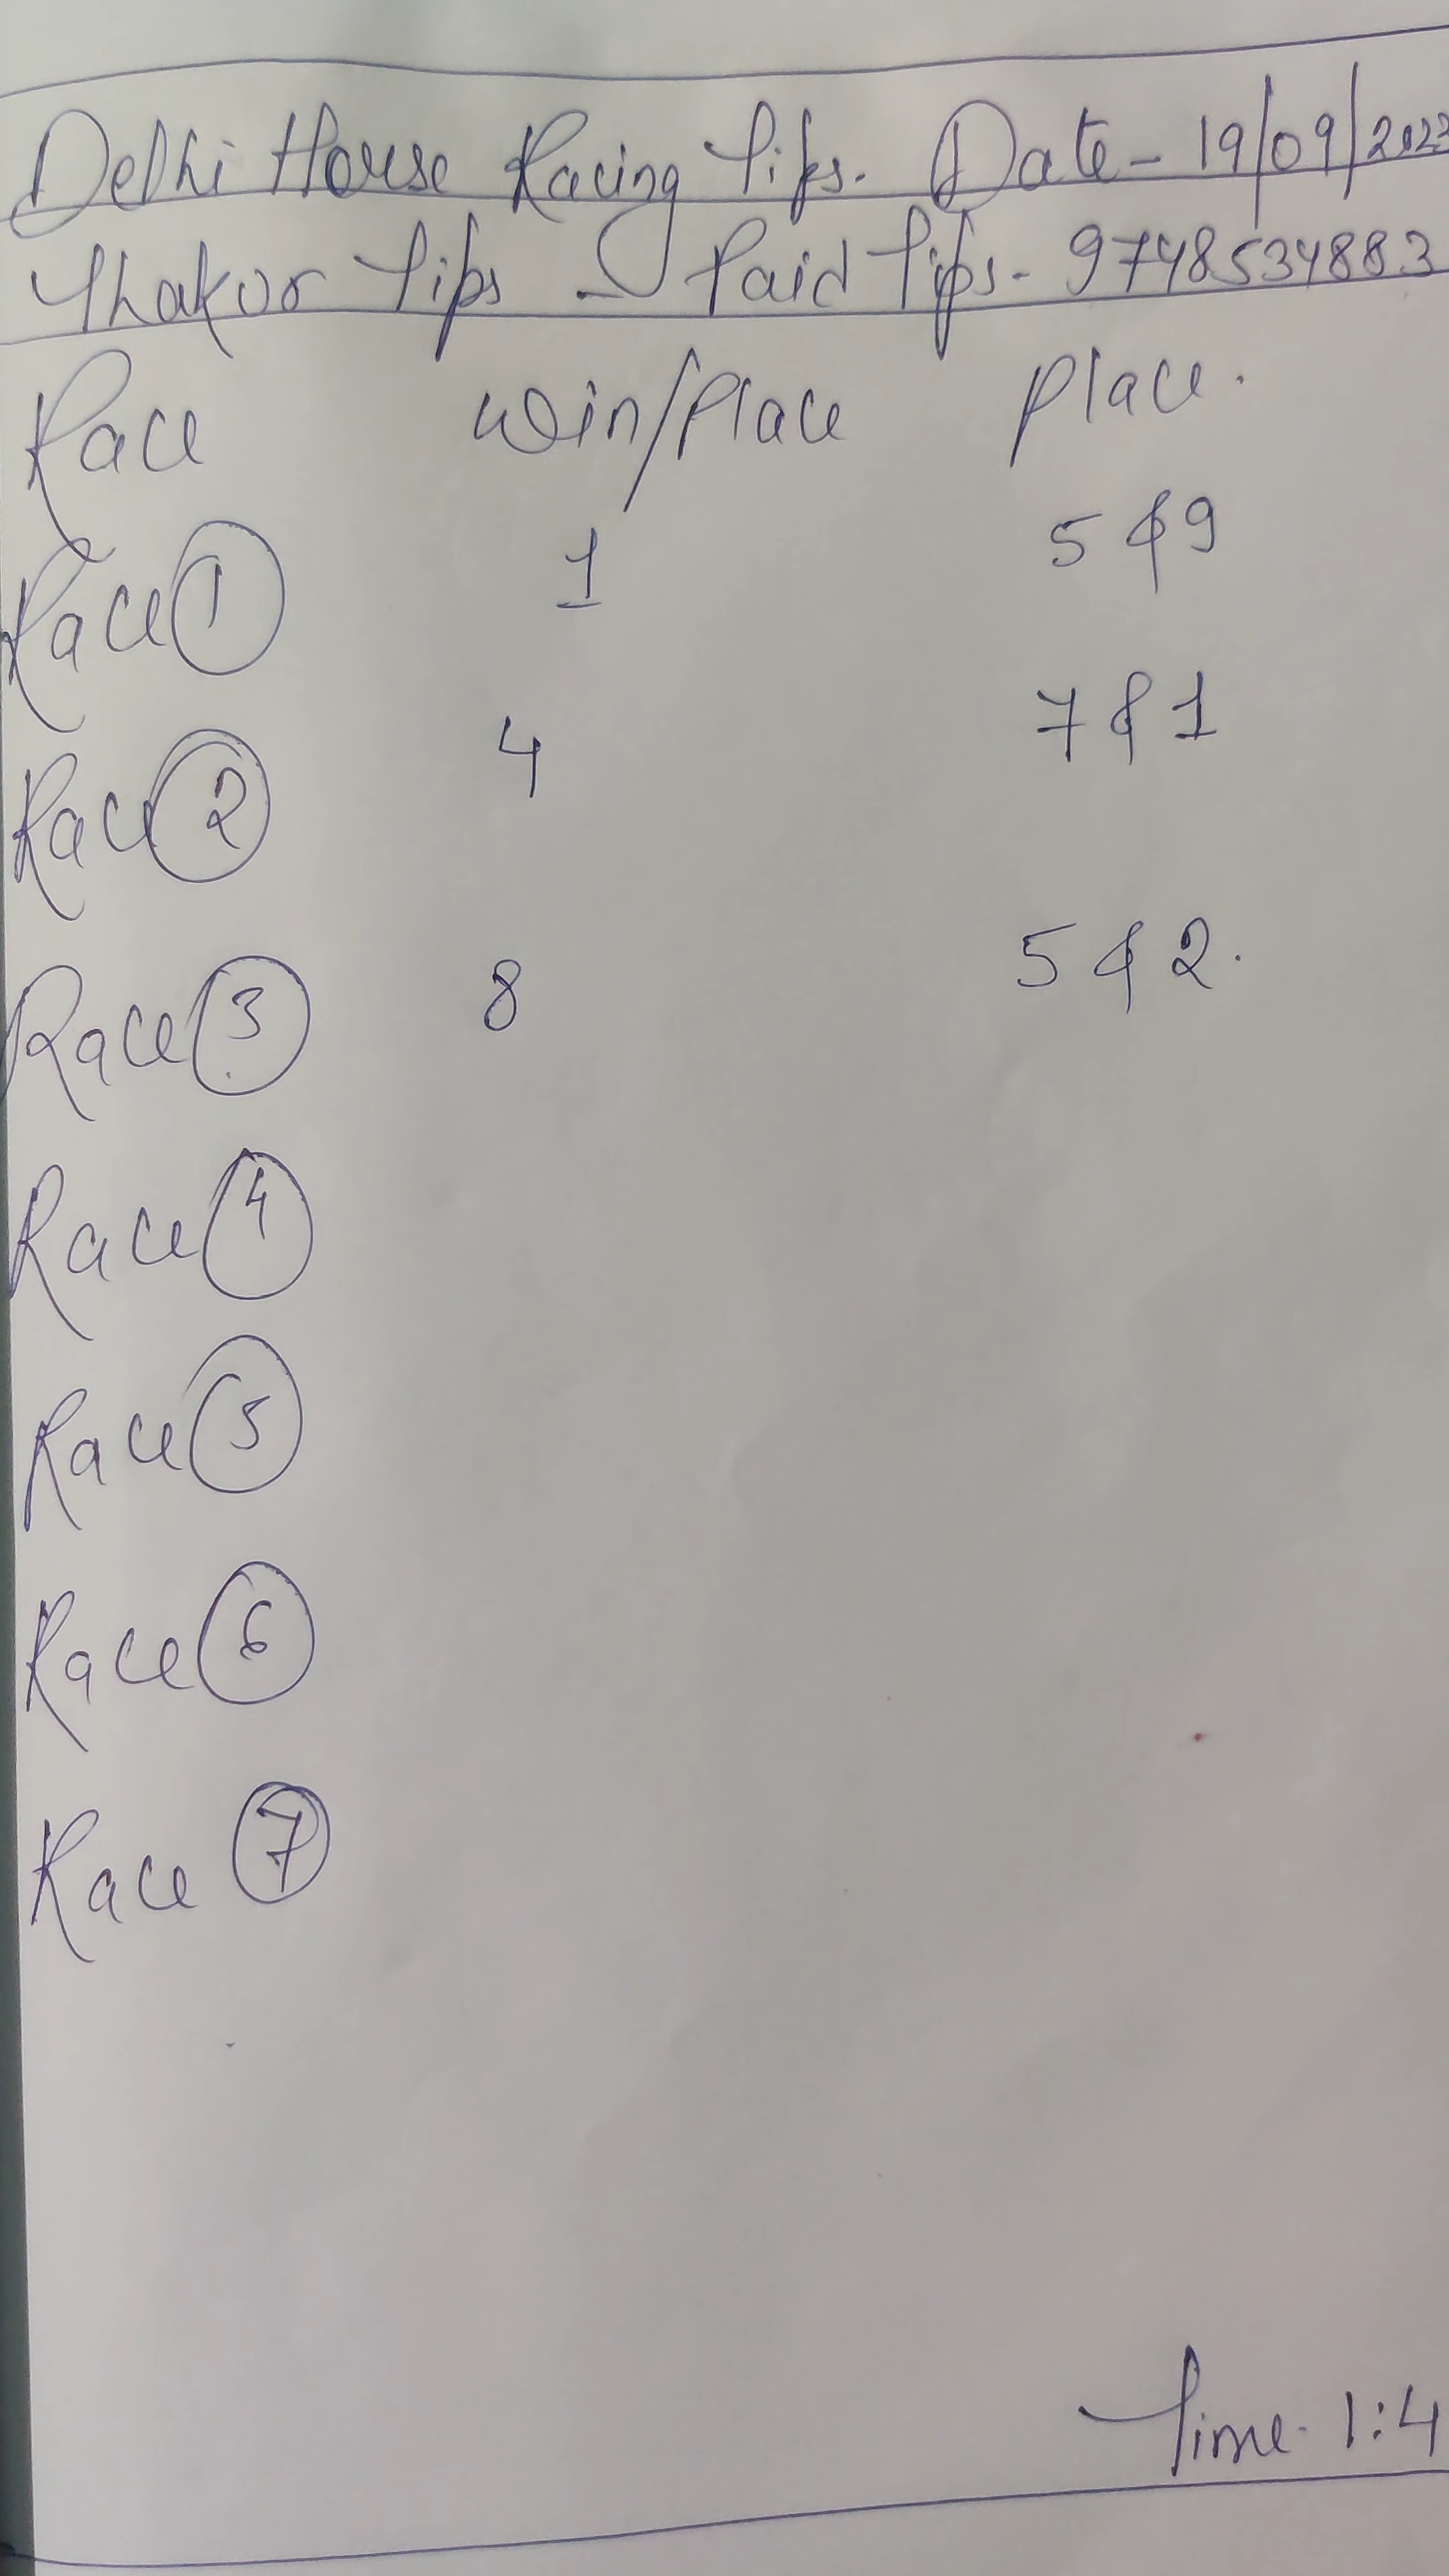 Delhi Horse Racing Tips. Date - 19/09/2022
Thakur Tips - Paid Tips - 9748534883
Race Win/Place Place.
Race 1 1 5 & 9
Race 2 4 7 & 1
Race 3 8 5 & 2.
Race 4
Race 5
Race 6
Race 7
Time - 1:4